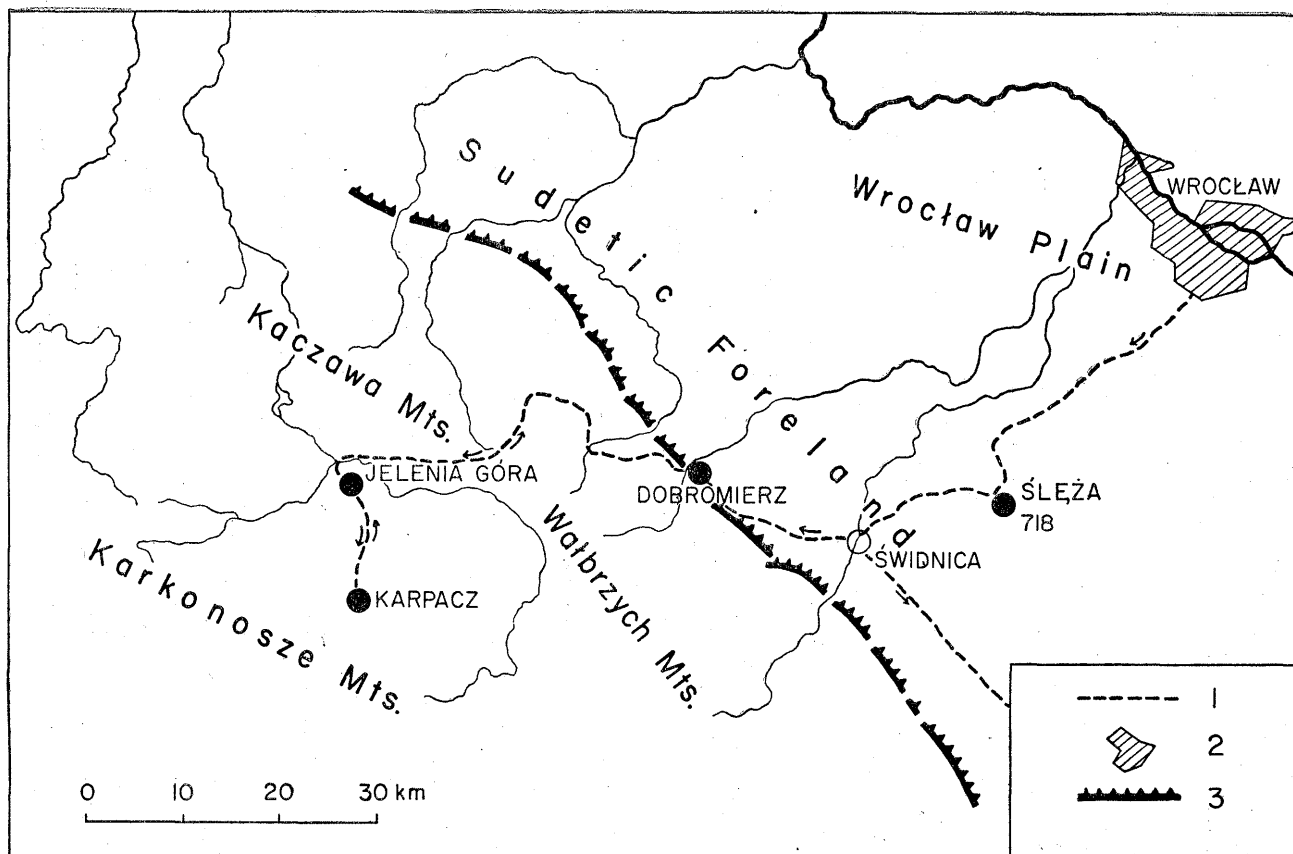 Sudetic Foreland
Wrocław Plain
WROCŁAW
Kaczawa Mts.
JELENIA GÓRA
DOBROMIERZ
ŚLĘŻA
718
ŚWIDNICA
Wałbrzych Mts.
KARPACZ
Karkonosze Mts.
0 10 20 30 km
1
2
3